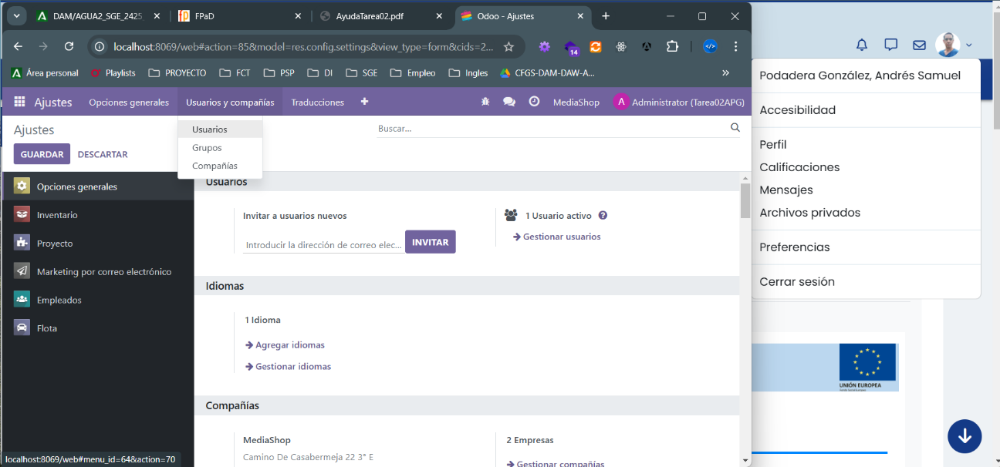 DAM/AGUA2_SGE_2425
FPaD
AyudaTarea02.pdf
Odoo - Ajustes
localhost:8069/web#action=85&model=res.config.settings&view_type=form&cids=2...
14
Área personal
Playlists
PROYECTO
FCT
PSP
DI
SGE
Empleo
Ingles
CFGS-DAM-DAW-A...
»
Ajustes
Opciones generales
Usuarios y compañías
Traducciones
MediaShop
A
Administrator (Tarea02APG)
Usuarios
Grupos
Compañías
Ajustes
Buscar...
GUARDAR
DESCARTAR
Opciones generales
Inventario
Proyecto
Marketing por correo electrónico
Empleados
Flota
Usuarios
Invitar a usuarios nuevos
Introducir la dirección de correo elec...
INVITAR
1 Usuario activo
Gestionar usuarios
Idiomas
1 Idioma
Agregar idiomas
Gestionar idiomas
Compañías
MediaShop
Camino De Casabermeja 22 3° E
2 Empresas
Gestionar compañías
localhost:8069/web#menu_id=64&action=70
Podadera González, Andrés Samuel
Accesibilidad
Perfil
Calificaciones
Mensajes
Archivos privados
Preferencias
Cerrar sesión
UNIÓN EUROPEA